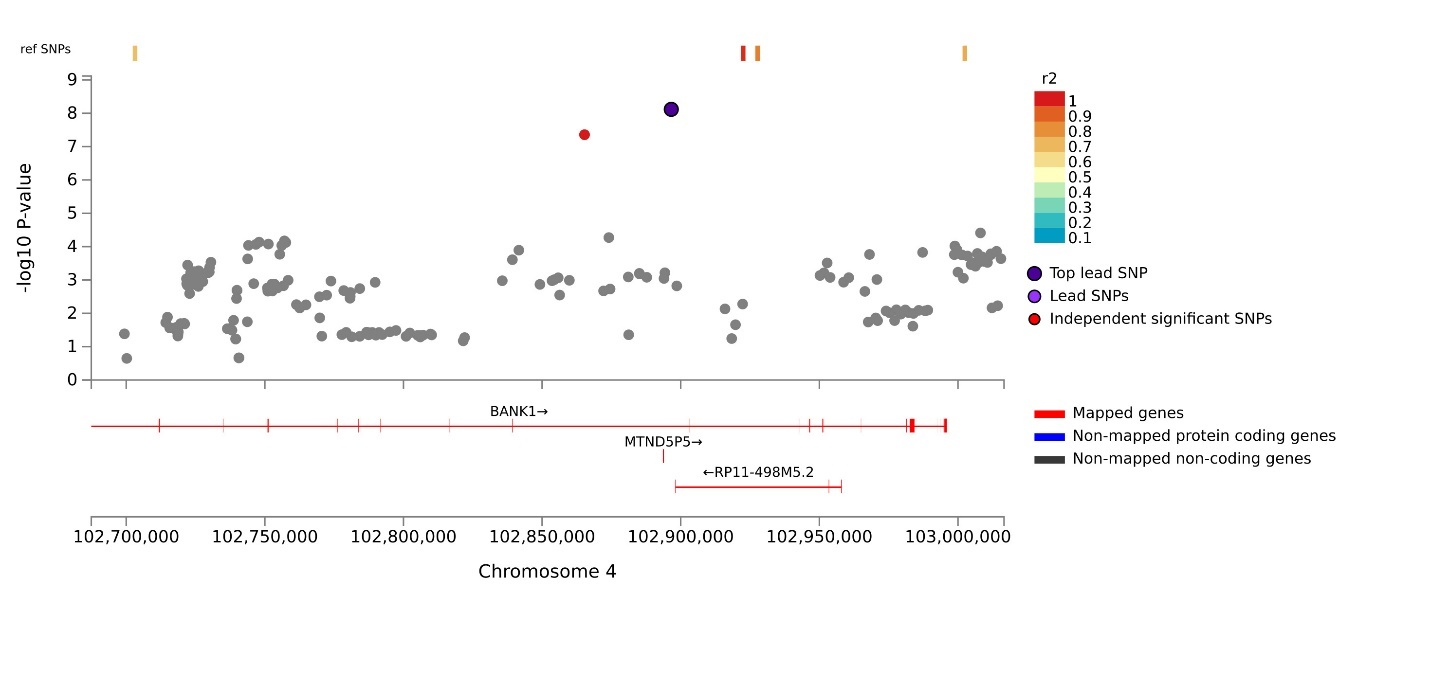 ref SNPs
-log10 P-value
9
8
7
6
5
4
3
2
1
0
r2
1
0.9
0.8
0.7
0.6
0.5
0.4
0.3
0.2
0.1
Top lead SNP
Lead SNPs
Independent significant SNPs
BANK1→
MTND5P5→
←RP11-498M5.2
Mapped genes
Non-mapped protein coding genes
Non-mapped non-coding genes
102,700,000 102,750,000 102,800,000 102,850,000 102,900,000 102,950,000 103,000,000
Chromosome 4